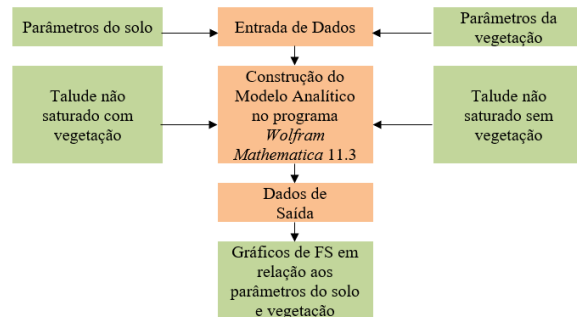 Parâmetros do solo
Entrada de Dados
Parâmetros da
vegetação
Talude não
saturado com
vegetação
Construção do
Modelo Analítico
no programa
Wolfram
Mathematica 11.3
Talude não
saturado sem
vegetação
Dados de
Saída
Gráficos de FS em
relação aos
parâmetros do solo
e vegetação